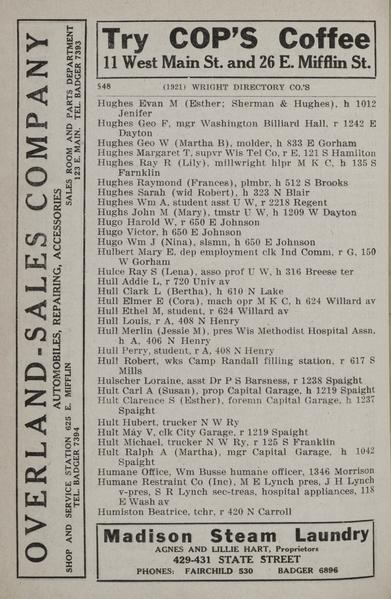 Try COP'S Coffee
11 West Main St. and 26 E. Mifflin St.
548 (1921) WRIGHT DIRECTORY CO.'S
Hughes Evan M (Esther; Sherman & Hughes), h 1012
Jenifer
Hughes Geo F, mgr Washington Billiard Hall, r 1242 E
Dayton
Hughes Geo W (Martha B), molder, h 833 E Gorham
Hughes Margaret T, supvr Wis Tel Co, r E, 121 S Hamilton
Hughes Ray R (Lily), millwright hlpr M K C, h 135 S
Farnklin
Hughes Raymond (Frances), plmbr, h 512 S Brooks
Hughes Sarah (wid Robert), h 323 N Blair
Hughes Wm A, student asst U W, r 2218 Regent
Hughs John M (Mary), tmstr U W, h 1209 W Dayton
Hugo Harold W, r 650 E Johnson
Hugo Victor, h 650 E Johnson
Hugo Wm J (Nina), slsmn, h 650 E Johnson
Hulbert Mary E, dep employment clk Ind Comm, r G, 150
W Gorham
Hulce Ray S (Lena), asso prof U W, h 316 Breese ter
Hull Addie L, r 720 Univ av
Hull Clark L (Bertha), h 610 N Lake
Hull Elmer E (Cora), mach opr M K C, h 624 Willard av
Hull Ethel M, student, r 624 Willard av
Hull Louis, r A, 408 N Henry
Hull Merlin (Jessie M), pres Wis Methodist Hospital Assn,
h A, 406 N Henry
Hull Perry, student, r A, 408 N Henry
Hull Robert, wks Camp Randall filling station, r 617 S
Mills
Hulscher Loraine, asst Dr P S Barsness, r 1238 Spaight
Hult Carl A (Susan), prop Capital Garage, h 1219 Spaight
Hult Clarence S (Esther), foremn Capital Garage, h 1237
Spaight
Hult Hubert, trucker N W Ry
Hult May V, clk City Garage, r 1219 Spaight
Hult Michael, trucker N W Ry, r 125 S Franklin
Hult Ralph A (Martha), mgr Capital Garage, h 1042
Spaight
Humane Office, Wm Busse humane officer, 1346 Morrison
Humane Restraint Co (Inc), M E Lynch pres, J H Lynch
v-pres, S R Lynch sec-treas, hospital appliances, 118
E Wash av
Humiston Beatrice, tchr, r 420 N Carroll
Madison Steam Laundry
AGNES AND LILLIE HART, Proprietors
429-431 STATE STREET
PHONES: FAIRCHILD 530 BADGER 6896
OVERLAND-SALES COMPANY
AUTOMOBILES, REPAIRING, ACCESSORIES
SHOP AND SERVICE STATION 625 E. MIFFLIN SALES ROOM AND PARTS DEPARTMENT
TEL. BADGER 7394 123 E. MAIN. TEL. BADGER 7393